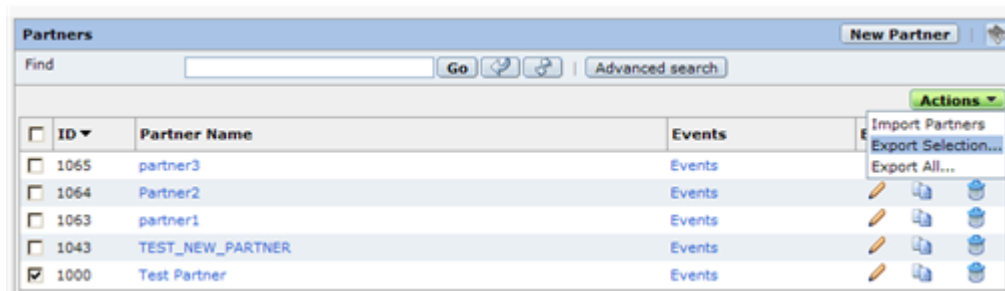 Partners New Partner
Find Go Advanced search
Actions
ID Partner Name Events E
Import Partners
Export Selection...
Export All...
1065 partner3 Events
1064 Partner2 Events
1063 partner1 Events
1043 TEST_NEW_PARTNER Events
1000 Test Partner Events